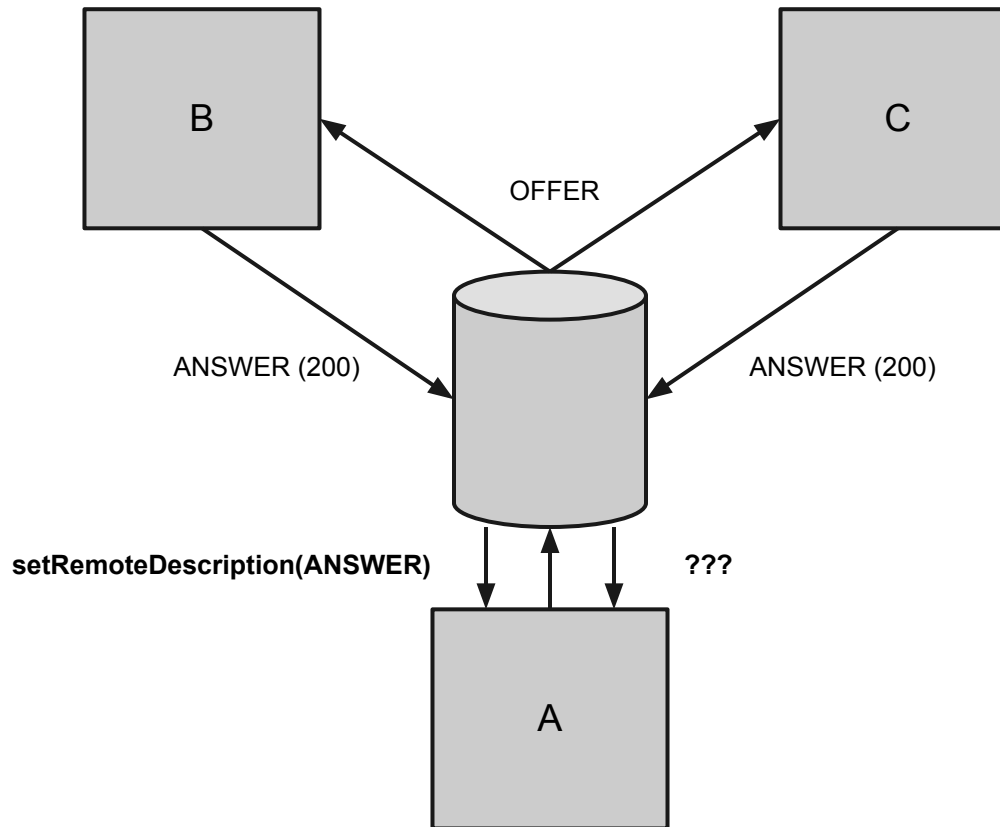 B
C
OFFER
ANSWER (200)
ANSWER (200)
setRemoteDescription(ANSWER)
???
A